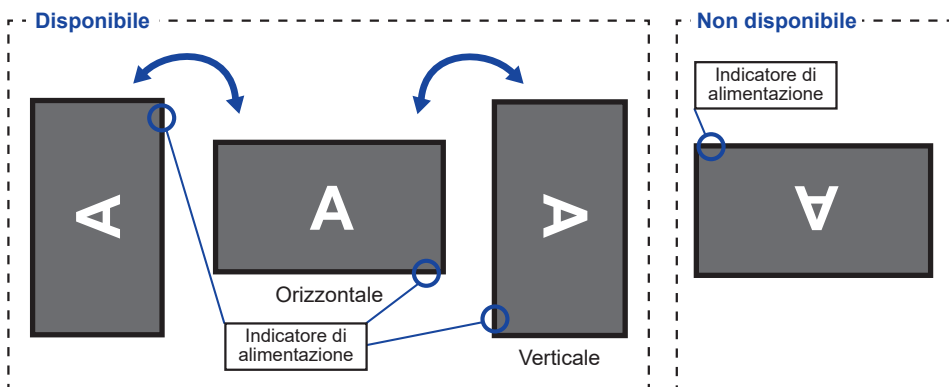 Disponibile
Non disponibile
Indicatore di
alimentazione
A
A
A
A
Orizzontale
Indicatore di
alimentazione
Verticale